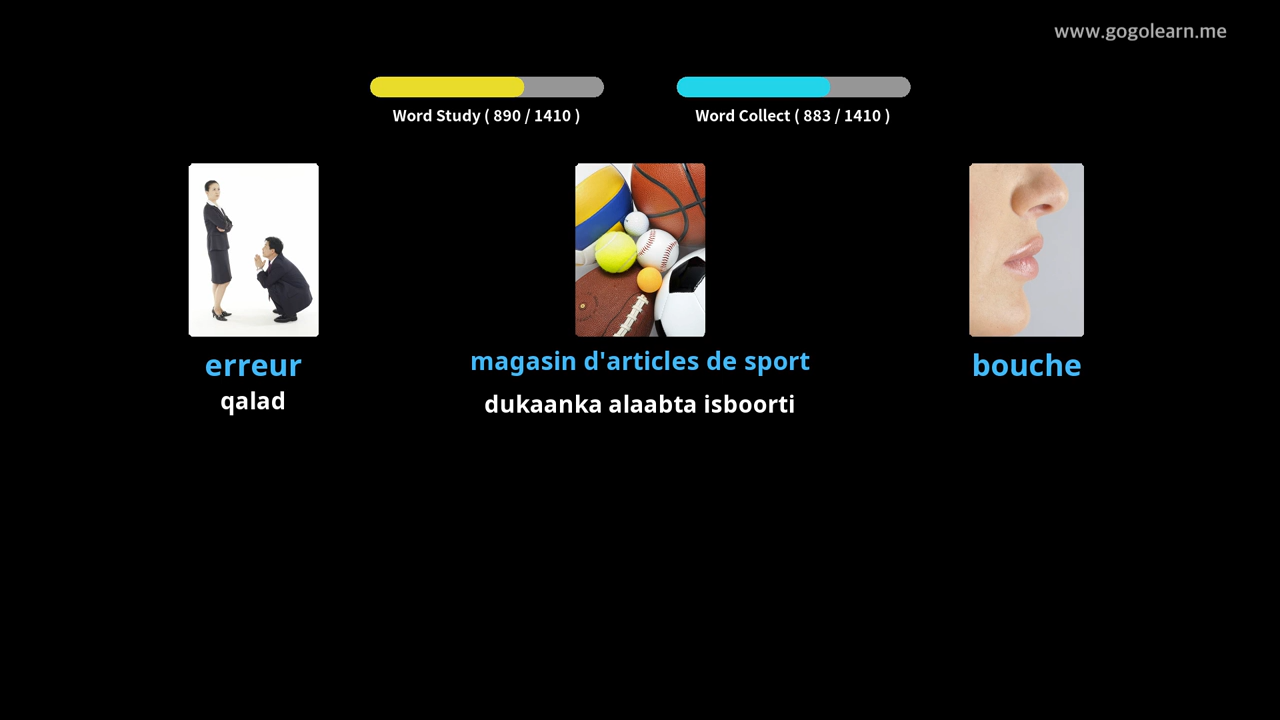 www.gogolearn.me
Word Study ( 890 / 1410 )
Word Collect ( 883 / 1410 )
erreur
qalad
magasin d'articles de sport
dukaanka alaabta isboorti
bouche